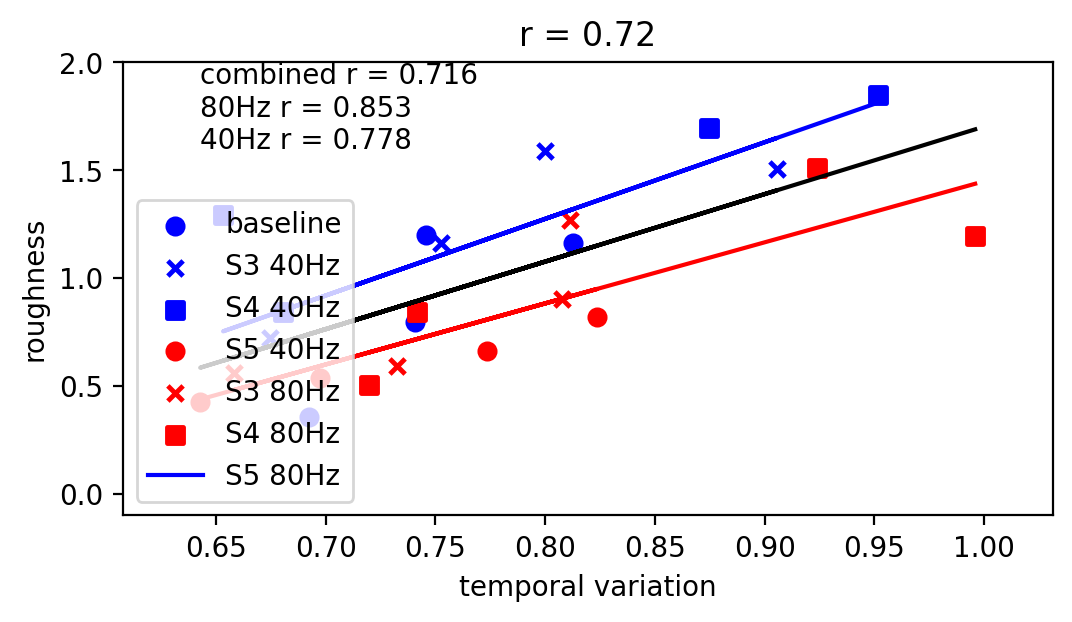 r = 0.72
combined r = 0.716
80Hz r = 0.853
40Hz r = 0.778
baseline
S3 40Hz
S4 40Hz
S5 40Hz
S3 80Hz
S4 80Hz
S5 80Hz
2.0
1.5
1.0
0.5
0.0
roughness
0.65 0.70 0.75 0.80 0.85 0.90 0.95 1.00
temporal variation